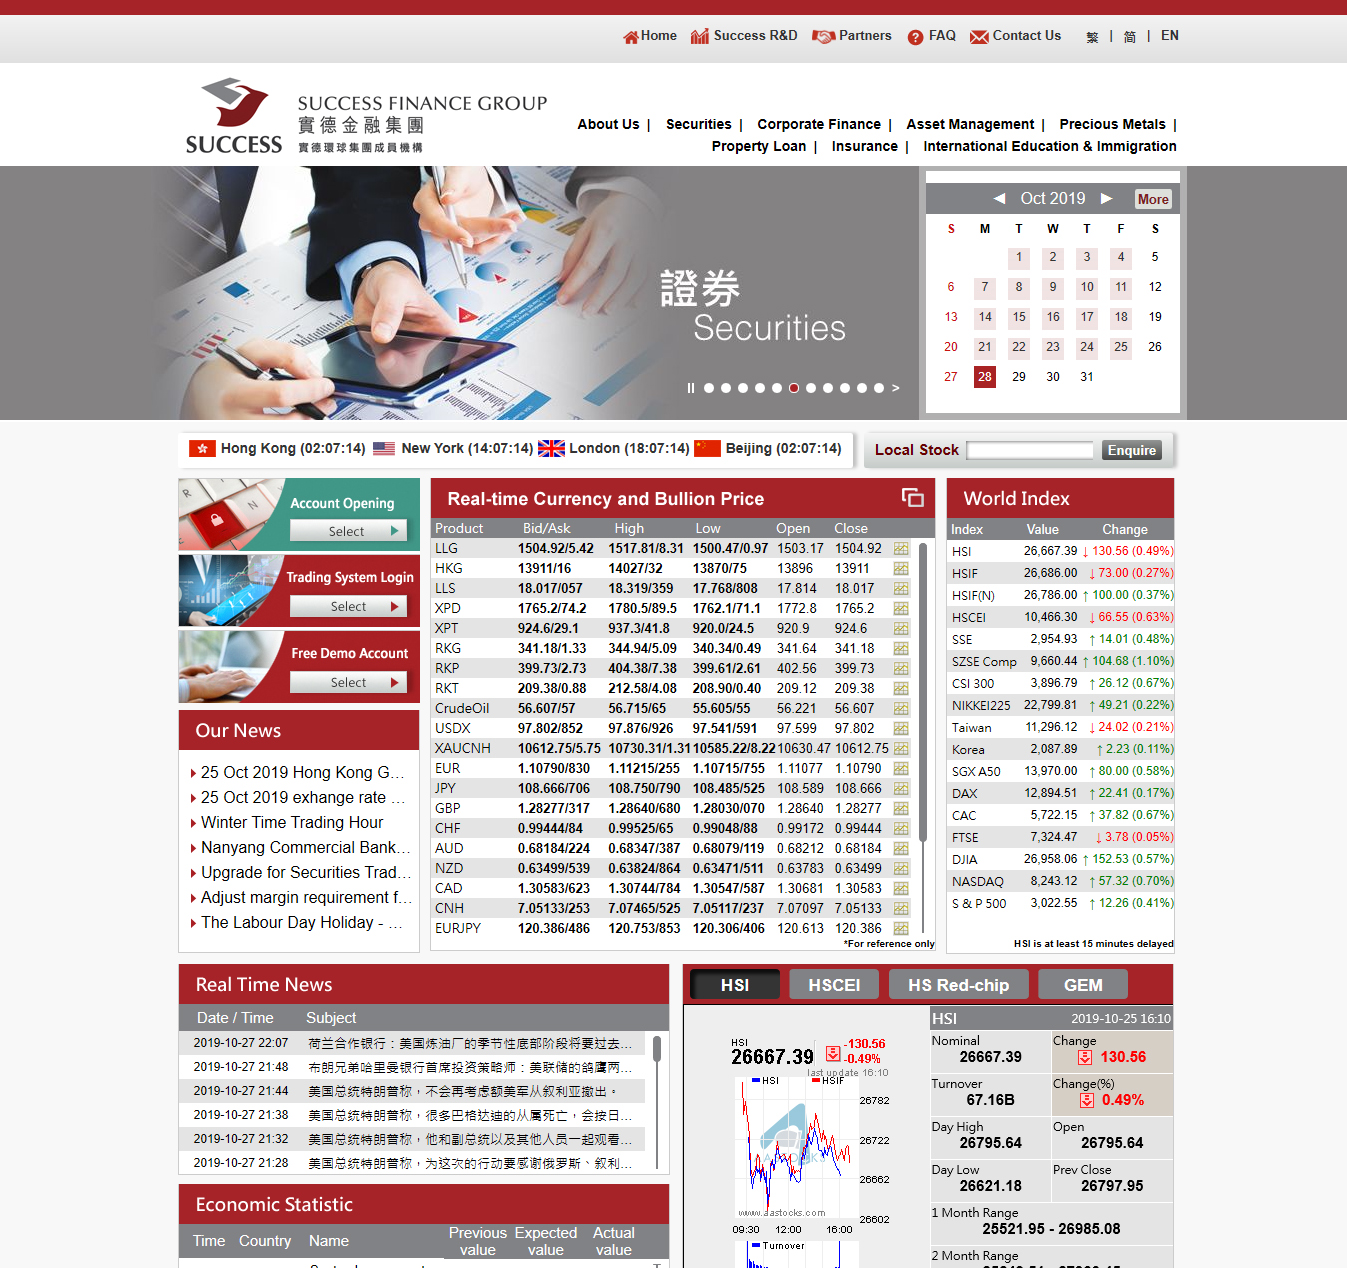 Home Success R&D Partners FAQ Contact Us 繁 | 简 | EN
SUCCESS
SUCCESS FINANCE GROUP
實德金融集團
實德環球集團成員機構
About Us | Securities | Corporate Finance | Asset Management | Precious Metals |
Property Loan | Insurance | International Education & Immigration
證券
Securities
>
◀ Oct 2019 ▶ More
S M T W T F S
1 2 3 4 5
6 7 8 9 10 11 12
13 14 15 16 17 18 19
20 21 22 23 24 25 26
27 28 29 30 31
Hong Kong (02:07:14) New York (14:07:14) London (18:07:14) Beijing (02:07:14)
Local Stock Enquire
Account Opening
Select
Trading System Login
Select
Free Demo Account
Select
Our News
25 Oct 2019 Hong Kong G...
25 Oct 2019 exhange rate ...
Winter Time Trading Hour
Nanyang Commercial Bank...
Upgrade for Securities Trad...
Adjust margin requirement f...
The Labour Day Holiday - ...
Real-time Currency and Bullion Price
Product Bid/Ask High Low Open Close
LLG 1504.92/5.42 1517.81/8.31 1500.47/0.97 1503.17 1504.92
HKG 13911/16 14027/32 13870/75 13896 13911
LLS 18.017/057 18.319/359 17.768/808 17.814 18.017
XPD 1765.2/74.2 1780.5/89.5 1762.1/71.1 1772.8 1765.2
XPT 924.6/29.1 937.3/41.8 920.0/24.5 920.9 924.6
RKG 341.18/1.33 344.94/5.09 340.34/0.49 341.64 341.18
RKP 399.73/2.73 404.38/7.38 399.61/2.61 402.56 399.73
RKT 209.38/0.88 212.58/4.08 208.90/0.40 209.12 209.38
CrudeOil 56.607/57 56.715/65 55.605/55 56.221 56.607
USDX 97.802/852 97.876/926 97.541/591 97.599 97.802
XAUCNH 10612.75/5.75 10730.31/1.31 10585.22/8.22 10630.47 10612.75
EUR 1.10790/830 1.11215/255 1.10715/755 1.11077 1.10790
JPY 108.666/706 108.750/790 108.485/525 108.589 108.666
GBP 1.28277/317 1.28640/680 1.28030/070 1.28640 1.28277
CHF 0.99444/84 0.99525/65 0.99048/88 0.99172 0.99444
AUD 0.68184/224 0.68347/387 0.68079/119 0.68212 0.68184
NZD 0.63499/539 0.63824/864 0.63471/511 0.63783 0.63499
CAD 1.30583/623 1.30744/784 1.30547/587 1.30681 1.30583
CNH 7.05133/253 7.07465/525 7.05117/237 7.07097 7.05133
EURJPY 120.386/486 120.753/853 120.306/406 120.613 120.386
*For reference only
World Index
Index Value Change
HSI 26,667.39 ↓ 130.56 (0.49%)
HSIF 26,686.00 ↓ 73.00 (0.27%)
HSIF(N) 26,786.00 ↑ 100.00 (0.37%)
HSCEI 10,466.30 ↓ 66.55 (0.63%)
SSE 2,954.93 ↑ 14.01 (0.48%)
SZSE Comp 9,660.44 ↑ 104.68 (1.10%)
CSI 300 3,896.79 ↑ 26.12 (0.67%)
NIKKEI225 22,799.81 ↑ 49.21 (0.22%)
Taiwan 11,296.12 ↓ 24.02 (0.21%)
Korea 2,087.89 ↑ 2.23 (0.11%)
SGX A50 13,970.00 ↑ 80.00 (0.58%)
DAX 12,894.51 ↑ 22.41 (0.17%)
CAC 5,722.15 ↑ 37.82 (0.67%)
FTSE 7,324.47 ↓ 3.78 (0.05%)
DJIA 26,958.06 ↑ 152.53 (0.57%)
NASDAQ 8,243.12 ↑ 57.32 (0.70%)
S & P 500 3,022.55 ↑ 12.26 (0.41%)
HSI is at least 15 minutes delayed
Real Time News
Date / Time Subject
2019-10-27 22:07 荷兰合作银行：美国炼油厂的季节性底部阶段将要过去...
2019-10-27 21:48 布朗兄弟哈里曼银行首席投资策略师：美联储的鸽鹰两...
2019-10-27 21:44 美国总统特朗普称，不会再考虑额美军从叙利亚撤出。
2019-10-27 21:38 美国总统特朗普称，很多巴格达迪的从属死亡，会按日...
2019-10-27 21:32 美国总统特朗普称，他和副总统以及其他人员一起观看...
2019-10-27 21:28 美国总统特朗普称，为这次的行动要感谢俄罗斯、叙利...
Economic Statistic
Time Country Name Previous value Expected value Actual value
HSI HSCEI HS Red-chip GEM
HSI
26667.39 -130.56
-0.49%
last update 16:10
HSI HSIF
26782
26722
AASTOCKS
26662
www.aastocks.com
26602
09:30 12:00 16:00
Turnover
HSI 2019-10-25 16:10
Nominal Change
26667.39 130.56
Turnover Change(%)
67.16B 0.49%
Day High Open
26795.64 26795.64
Day Low Prev Close
26621.18 26797.95
1 Month Range
25521.95 - 26985.08
2 Month Range